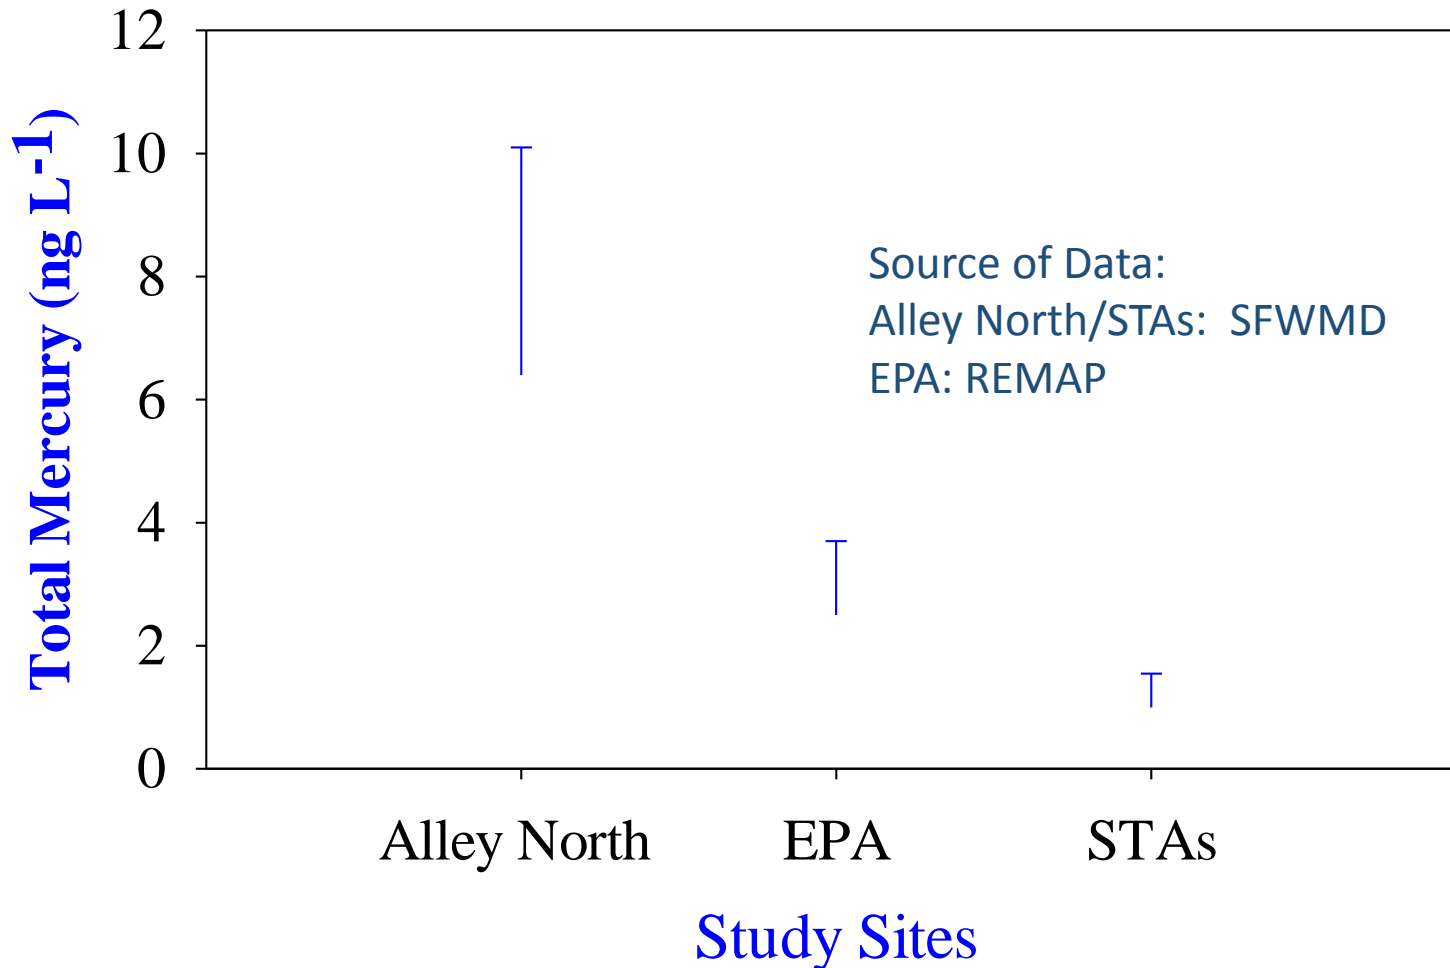 12
10
8
6
4
2
0
Total Mercury (ng L-1)
Source of Data:
Alley North/STAs:  SFWMD
EPA: REMAP
Alley North
EPA
STAs
Study Sites